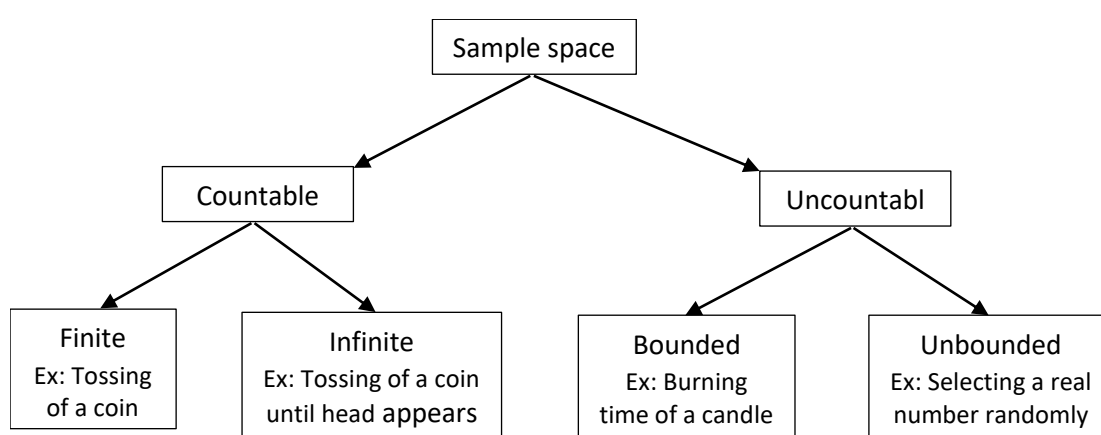 Sample space
Countable
Uncountabl
Finite
Ex: Tossing
of a coin
Infinite
Ex: Tossing of a coin
until head appears
Bounded
Ex: Burning
time of a candle
Unbounded
Ex: Selecting a real
number randomly